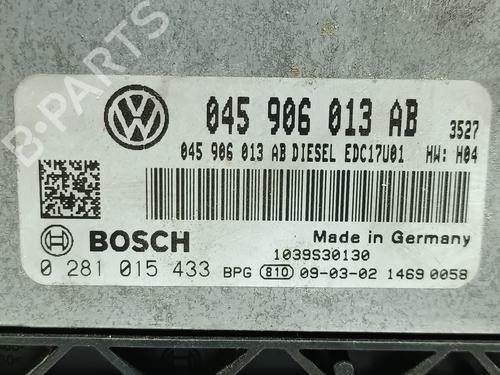 B-PARTS
045 906 013 AB 3527
045 906 013 AB DIESEL EDC17U01 HW: H04
BOSCH Made in Germany
1039S30130
0 281 015 433 BPG 810 09-03-02 1469 0058